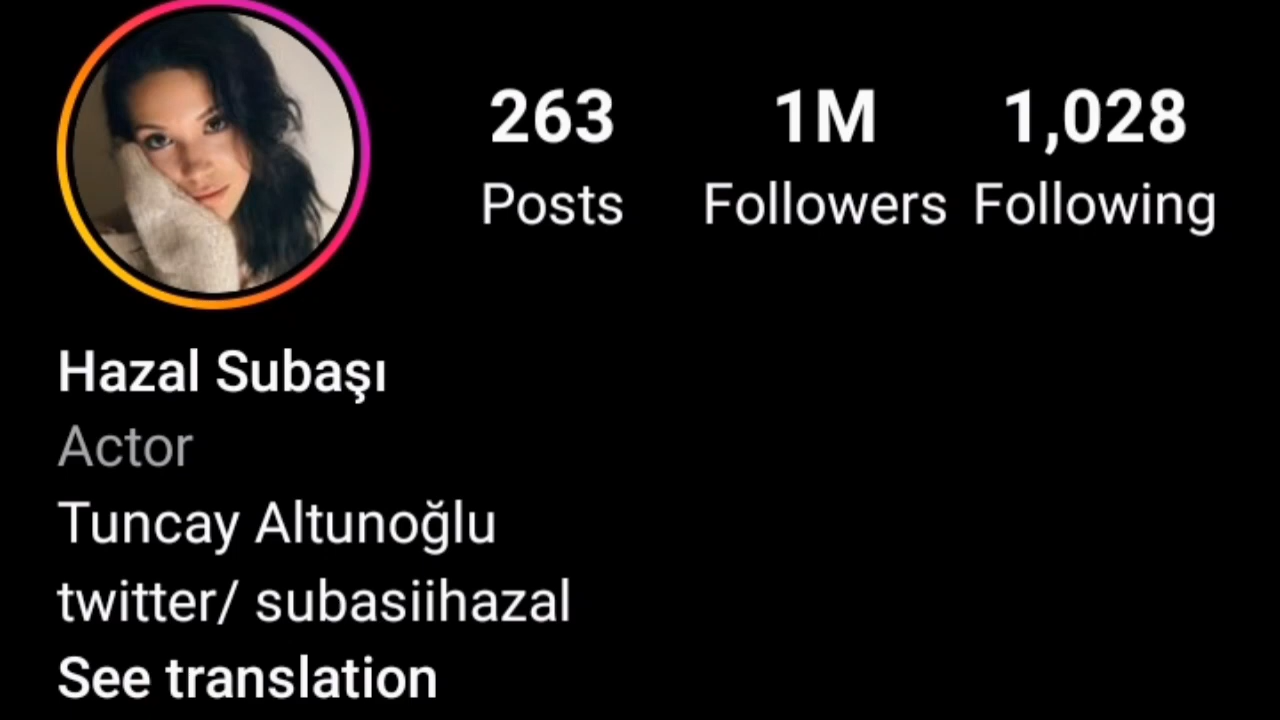 263 1M 1,028
Posts Followers Following
Hazal Subaşı
Actor
Tuncay Altunoğlu
twitter/ subasiihazal
See translation